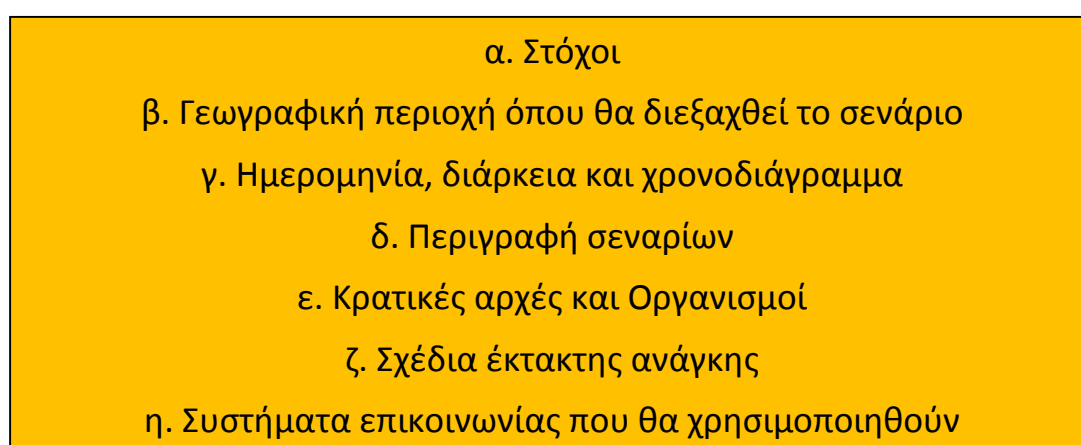 α. Στόχοι
β. Γεωγραφική περιοχή όπου θα διεξαχθεί το σενάριο
γ. Ημερομηνία, διάρκεια και χρονοδιάγραμμα
δ. Περιγραφή σεναρίων
ε. Κρατικές αρχές και Οργανισμοί
ζ. Σχέδια έκτακτης ανάγκης
η. Συστήματα επικοινωνίας που θα χρησιμοποιηθούν